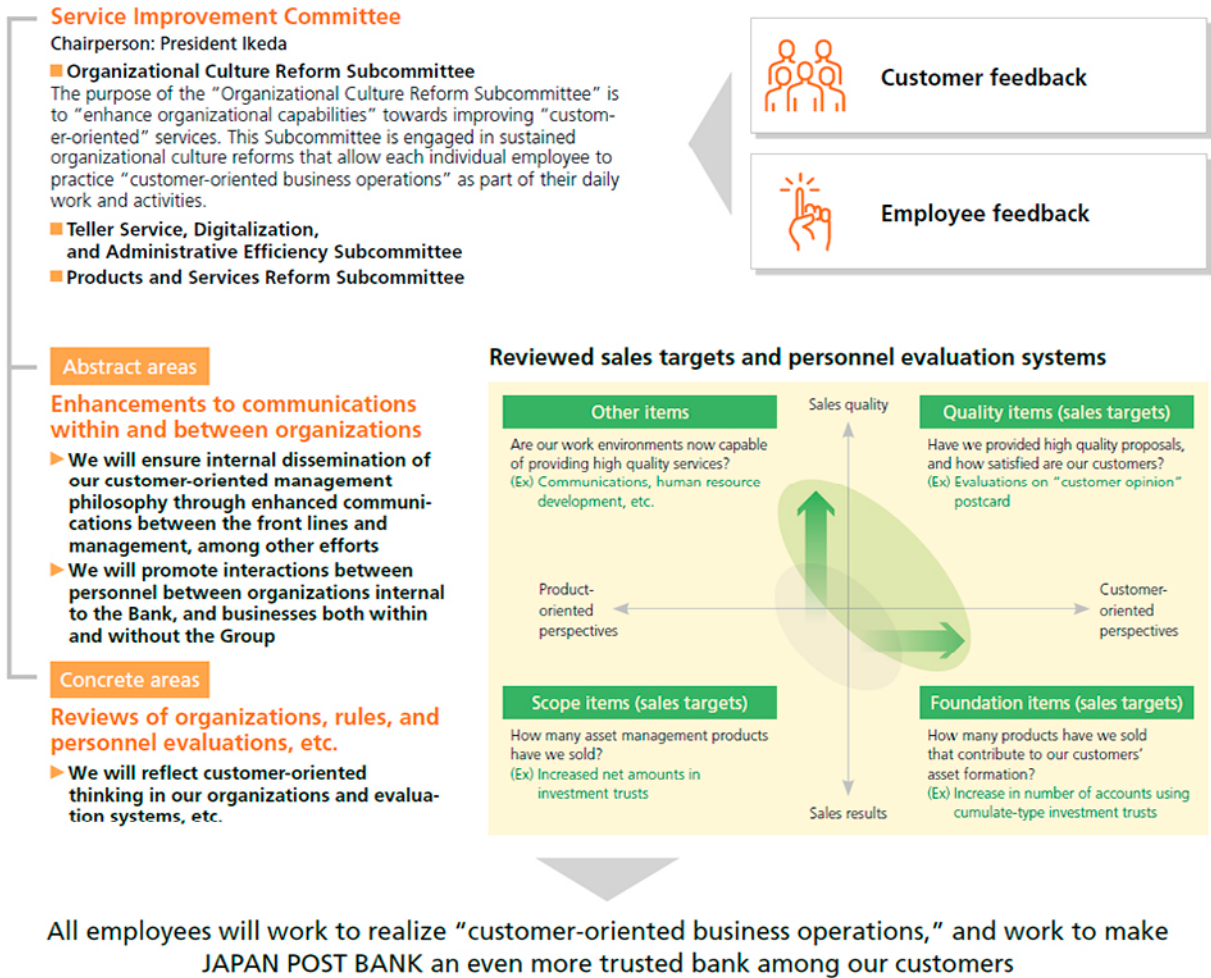 Service Improvement Committee
Chairperson: President Ikeda
Organizational Culture Reform Subcommittee
The purpose of the “Organizational Culture Reform Subcommittee” is
to “enhance organizational capabilities” towards improving “custom-
er-oriented” services. This Subcommittee is engaged in sustained
organizational culture reforms that allow each individual employee to
practice “customer-oriented business operations” as part of their daily
work and activities.
Teller Service, Digitalization,
and Administrative Efficiency Subcommittee
Products and Services Reform Subcommittee
Customer feedback
Employee feedback
Abstract areas
Enhancements to communications
within and between organizations
We will ensure internal dissemination of
our customer-oriented management
philosophy through enhanced communi-
cations between the front lines and
management, among other efforts
We will promote interactions between
personnel between organizations internal
to the Bank, and businesses both within
and without the Group
Concrete areas
Reviews of organizations, rules, and
personnel evaluations, etc.
We will reflect customer-oriented
thinking in our organizations and evalua-
tion systems, etc.
Reviewed sales targets and personnel evaluation systems
Other items
Are our work environments now capable
of providing high quality services?
(Ex) Communications, human resource
development, etc.
Sales quality
Quality items (sales targets)
Have we provided high quality proposals,
and how satisfied are our customers?
(Ex) Evaluations on “customer opinion”
postcard
Product-
oriented
perspectives
Customer-
oriented
perspectives
Scope items (sales targets)
How many asset management products
have we sold?
(Ex) Increased net amounts in
investment trusts
Sales results
Foundation items (sales targets)
How many products have we sold
that contribute to our customers’
asset formation?
(Ex) Increase in number of accounts using
cumulate-type investment trusts
All employees will work to realize “customer-oriented business operations,” and work to make
JAPAN POST BANK an even more trusted bank among our customers